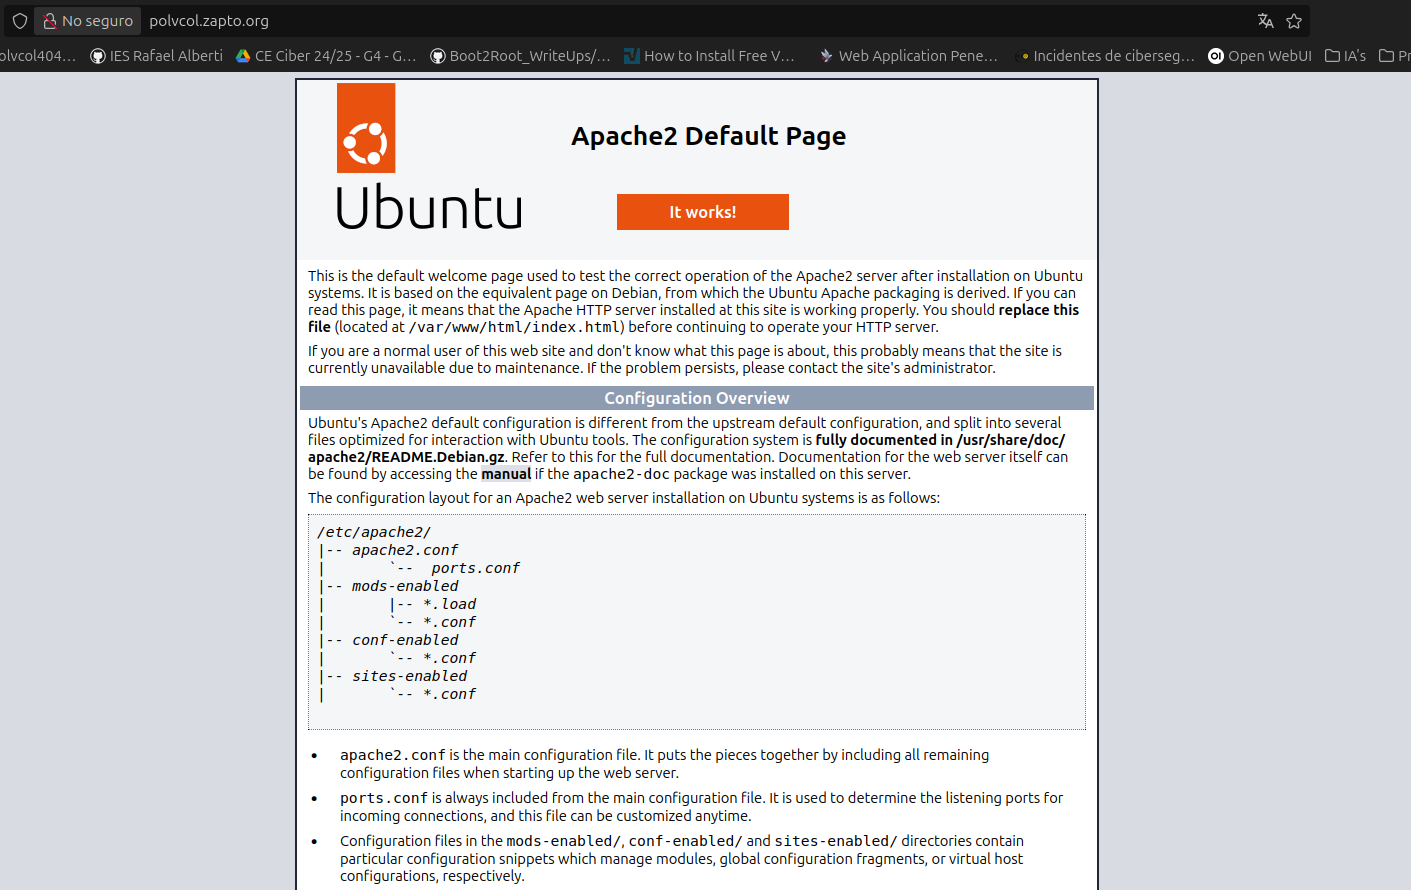 No seguro polvcol.zapto.org
olvcol404… IES Rafael Alberti CE Ciber 24/25 - G4 - G… Boot2Root_WriteUps/… How to Install Free V… Web Application Pene… Incidentes de ciberseg… Open WebUI IA's Pr
Apache2 Default Page
Ubuntu
It works!
This is the default welcome page used to test the correct operation of the Apache2 server after installation on Ubuntu
systems. It is based on the equivalent page on Debian, from which the Ubuntu Apache packaging is derived. If you can
read this page, it means that the Apache HTTP server installed at this site is working properly. You should replace this
file (located at /var/www/html/index.html) before continuing to operate your HTTP server.
If you are a normal user of this web site and don't know what this page is about, this probably means that the site is
currently unavailable due to maintenance. If the problem persists, please contact the site's administrator.
Configuration Overview
Ubuntu's Apache2 default configuration is different from the upstream default configuration, and split into several
files optimized for interaction with Ubuntu tools. The configuration system is fully documented in /usr/share/doc/
apache2/README.Debian.gz. Refer to this for the full documentation. Documentation for the web server itself can
be found by accessing the manual if the apache2-doc package was installed on this server.
The configuration layout for an Apache2 web server installation on Ubuntu systems is as follows:
/etc/apache2/
|-- apache2.conf
|       `--  ports.conf
|-- mods-enabled
|       |-- *.load
|       `-- *.conf
|-- conf-enabled
|       `-- *.conf
|-- sites-enabled
|       `-- *.conf
• apache2.conf is the main configuration file. It puts the pieces together by including all remaining
configuration files when starting up the web server.
• ports.conf is always included from the main configuration file. It is used to determine the listening ports for
incoming connections, and this file can be customized anytime.
• Configuration files in the mods-enabled/, conf-enabled/ and sites-enabled/ directories contain
particular configuration snippets which manage modules, global configuration fragments, or virtual host
configurations, respectively.